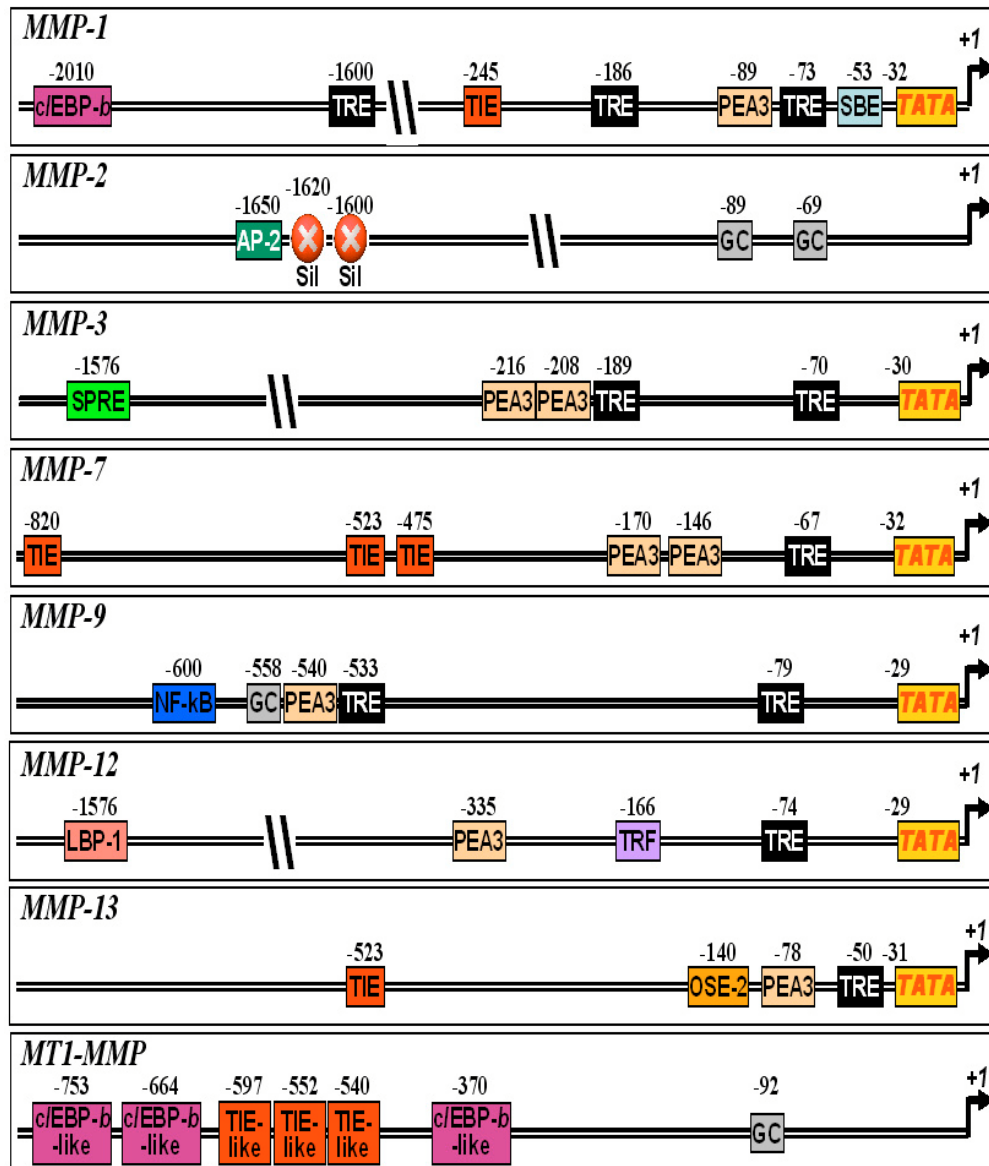 MMP-1
+1
-2010 -1600 -245 -186 -89 -73 -53 -32
c/EBP-b TRE TIE TRE PEA3 TRE SBE TATA
MMP-2
+1
-1620
-1650 -1600 -89 -69
AP-2 GC GC
Sil Sil
MMP-3
+1
-1576 -216 -208 -189 -70 -30
SPRE PEA3 PEA3 TRE TRE TATA
MMP-7
+1
-820 -523 -475 -170 -146 -67 -32
TIE TIE TIE PEA3 PEA3 TRE TATA
MMP-9
+1
-600 -558 -540 -533 -79 -29
NF-kB GC PEA3 TRE TRE TATA
MMP-12
+1
-1576 -335 -166 -74 -29
LBP-1 PEA3 TRF TRE TATA
MMP-13
+1
-523 -140 -78 -50 -31
TIE OSE-2 PEA3 TRE TATA
MT1-MMP
+1
-753 -664 -597 -552 -540 -370 -92
c/EBP-b c/EBP-b TIE- TIE- TIE- c/EBP-b GC
-like -like like like like -like